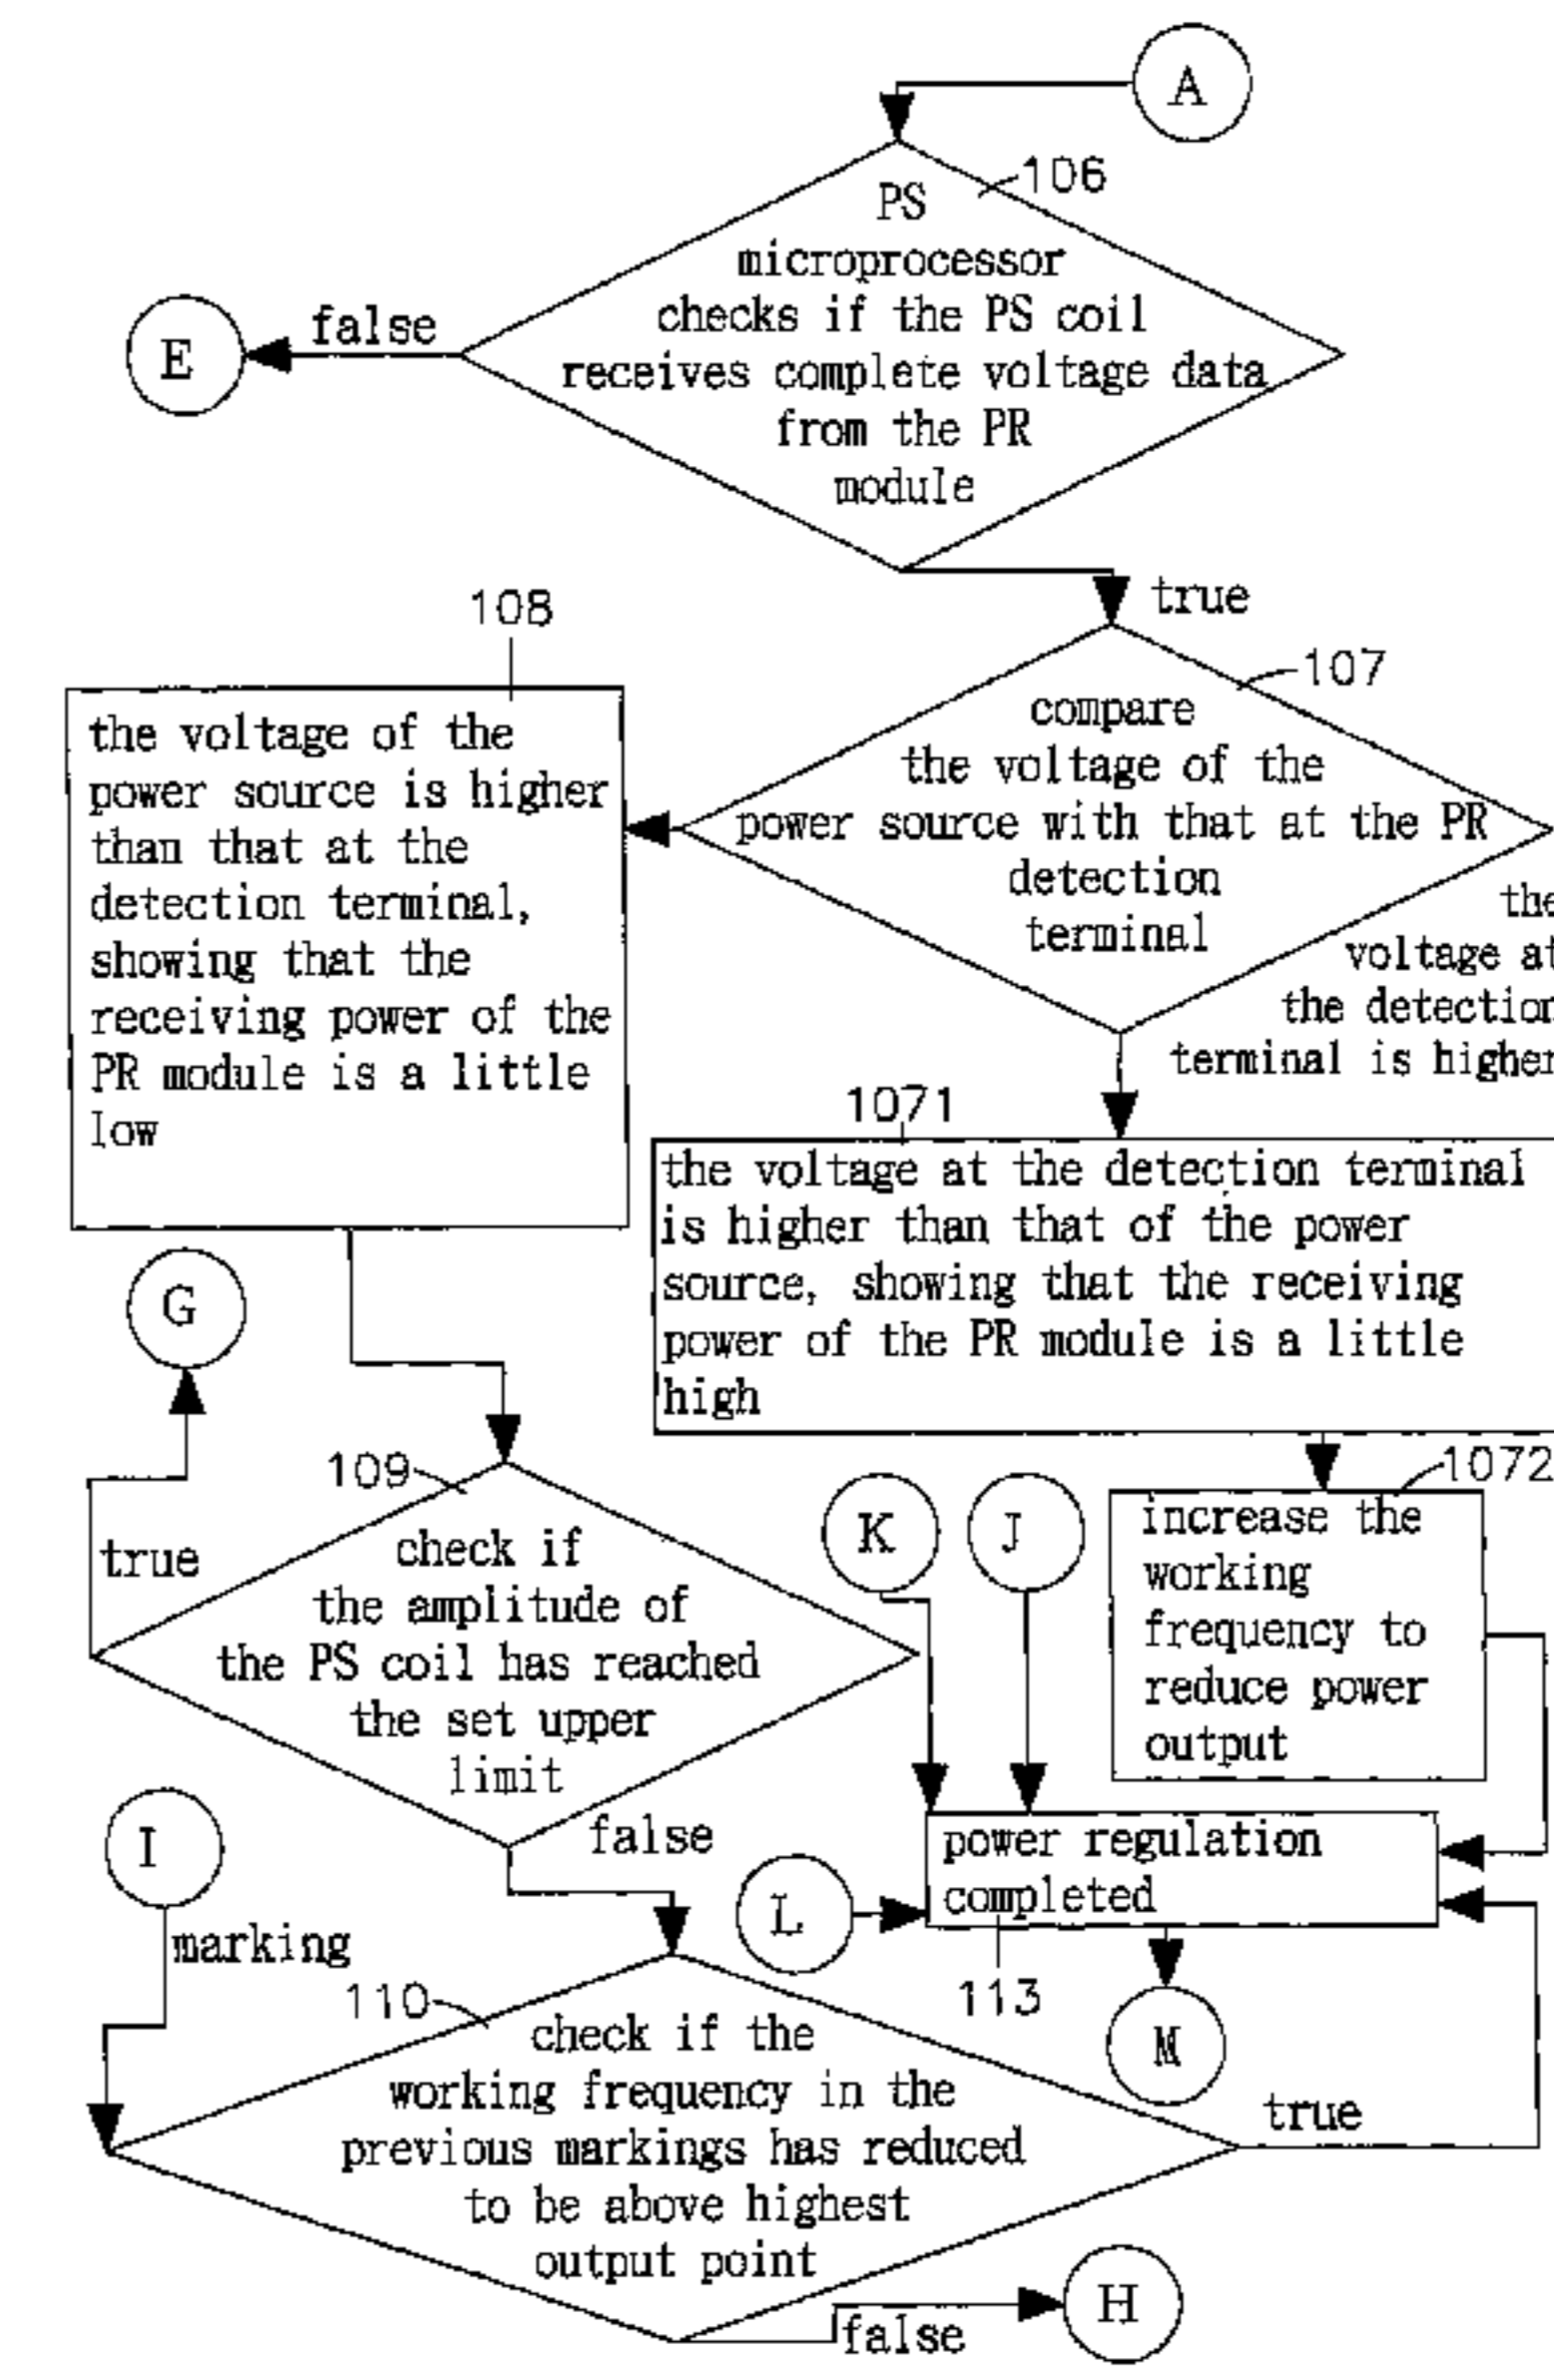 A
106
PS
microprocessor
checks if the PS coil
receives complete voltage data
from the PR
module
false
E
true
108
107
compare
the voltage of the
power source with that at the PR
detection
terminal
the voltage of the
power source is higher
than that at the
detection terminal,
showing that the
receiving power of the
PR module is a little
low
the
voltage at
the detection
terminal is higher
1071
the voltage at the detection terminal
is higher than that of the power
source, showing that the receiving
power of the PR module is a little
high
G
109
true
check if
the amplitude of
the PS coil has reached
the set upper
limit
false
K
J
1072
increase the
working
frequency to
reduce power
output
I
marking
L
power regulation
completed
113
M
110
check if the
working frequency in the
previous markings has reduced
to be above highest
output point
true
false
H